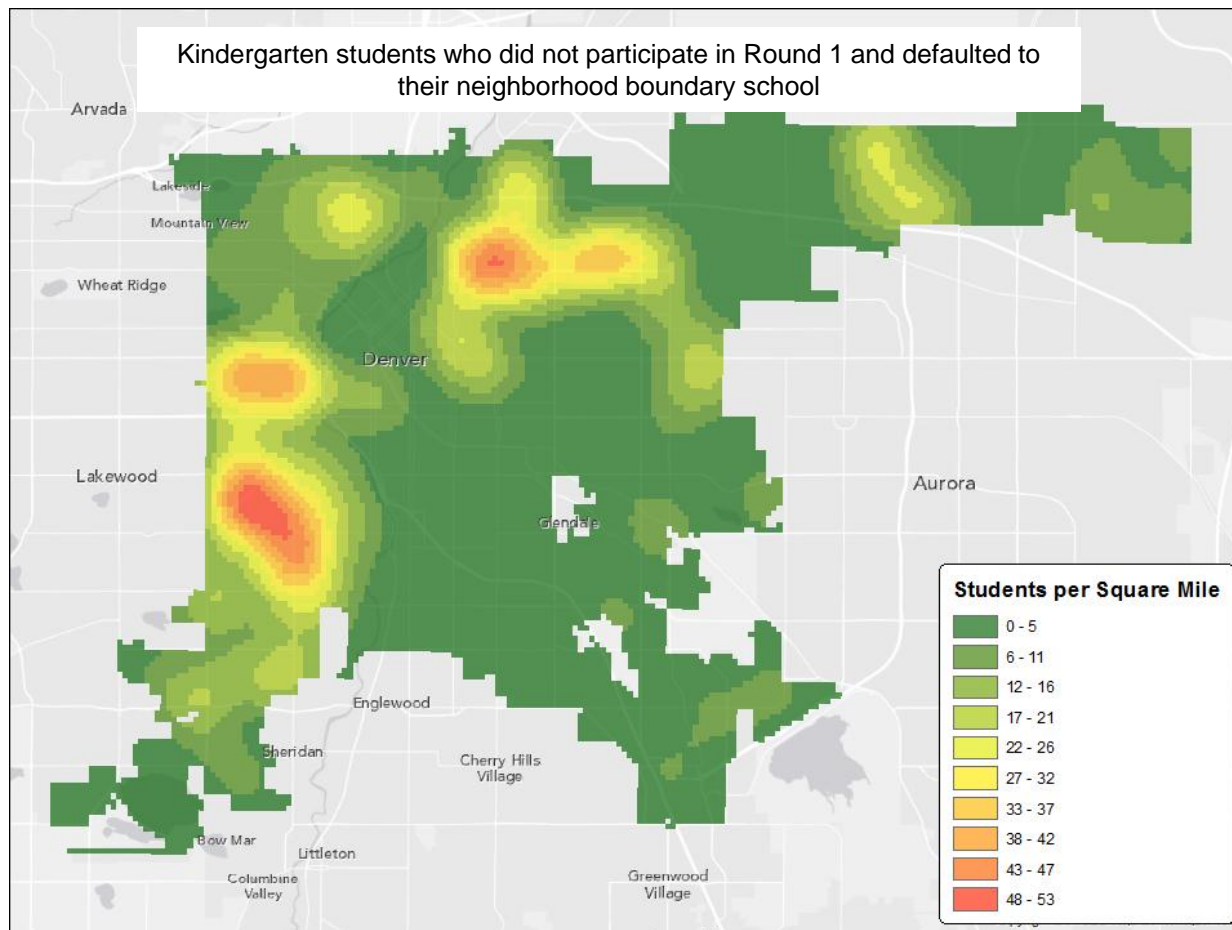 Kindergarten students who did not participate in Round 1 and defaulted to
their neighborhood boundary school
Arvada
Lakeside
Mountain View
Wheat Ridge
Denver
Lakewood
Aurora
Glendale
Englewood
Sheridan
Cherry Hills
Village
Bow Mar
Littleton
Columbine
Valley
Greenwood
Village
Students per Square Mile
0 - 5
6 - 11
12 - 16
17 - 21
22 - 26
27 - 32
33 - 37
38 - 42
43 - 47
48 - 53